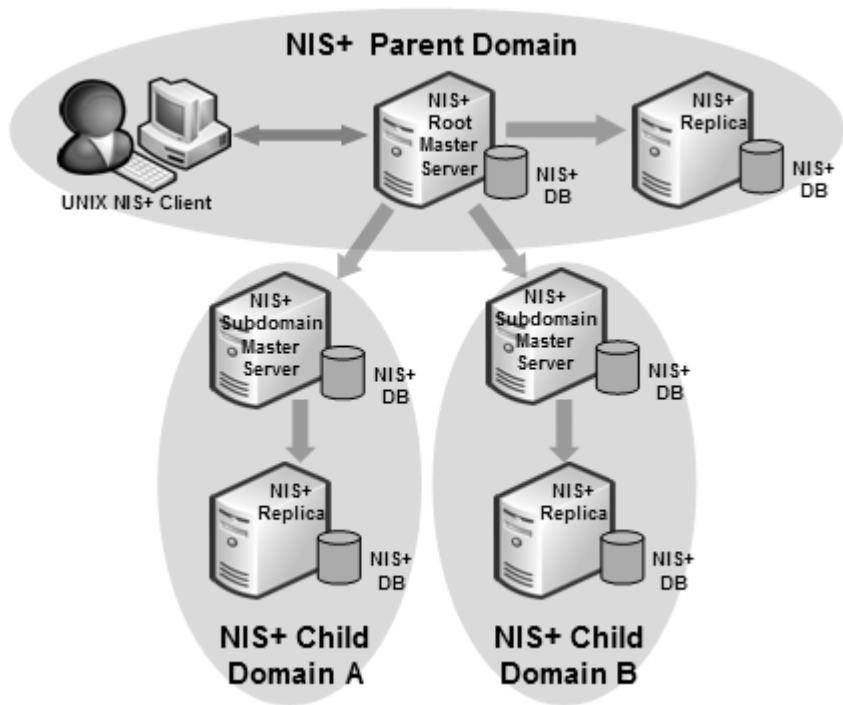 NIS+ Parent Domain
NIS+
Root
Master
Server
NIS+
DB
NIS+
Replica
NIS+
DB
UNIX NIS+ Client
NIS+
Subdomain
Master
Server
NIS+
DB
NIS+
Subdomain
Master
Server
NIS+
DB
NIS+
Replica
NIS+
DB
NIS+
Replica
NIS+
DB
NIS+ Child
Domain A
NIS+ Child
Domain B